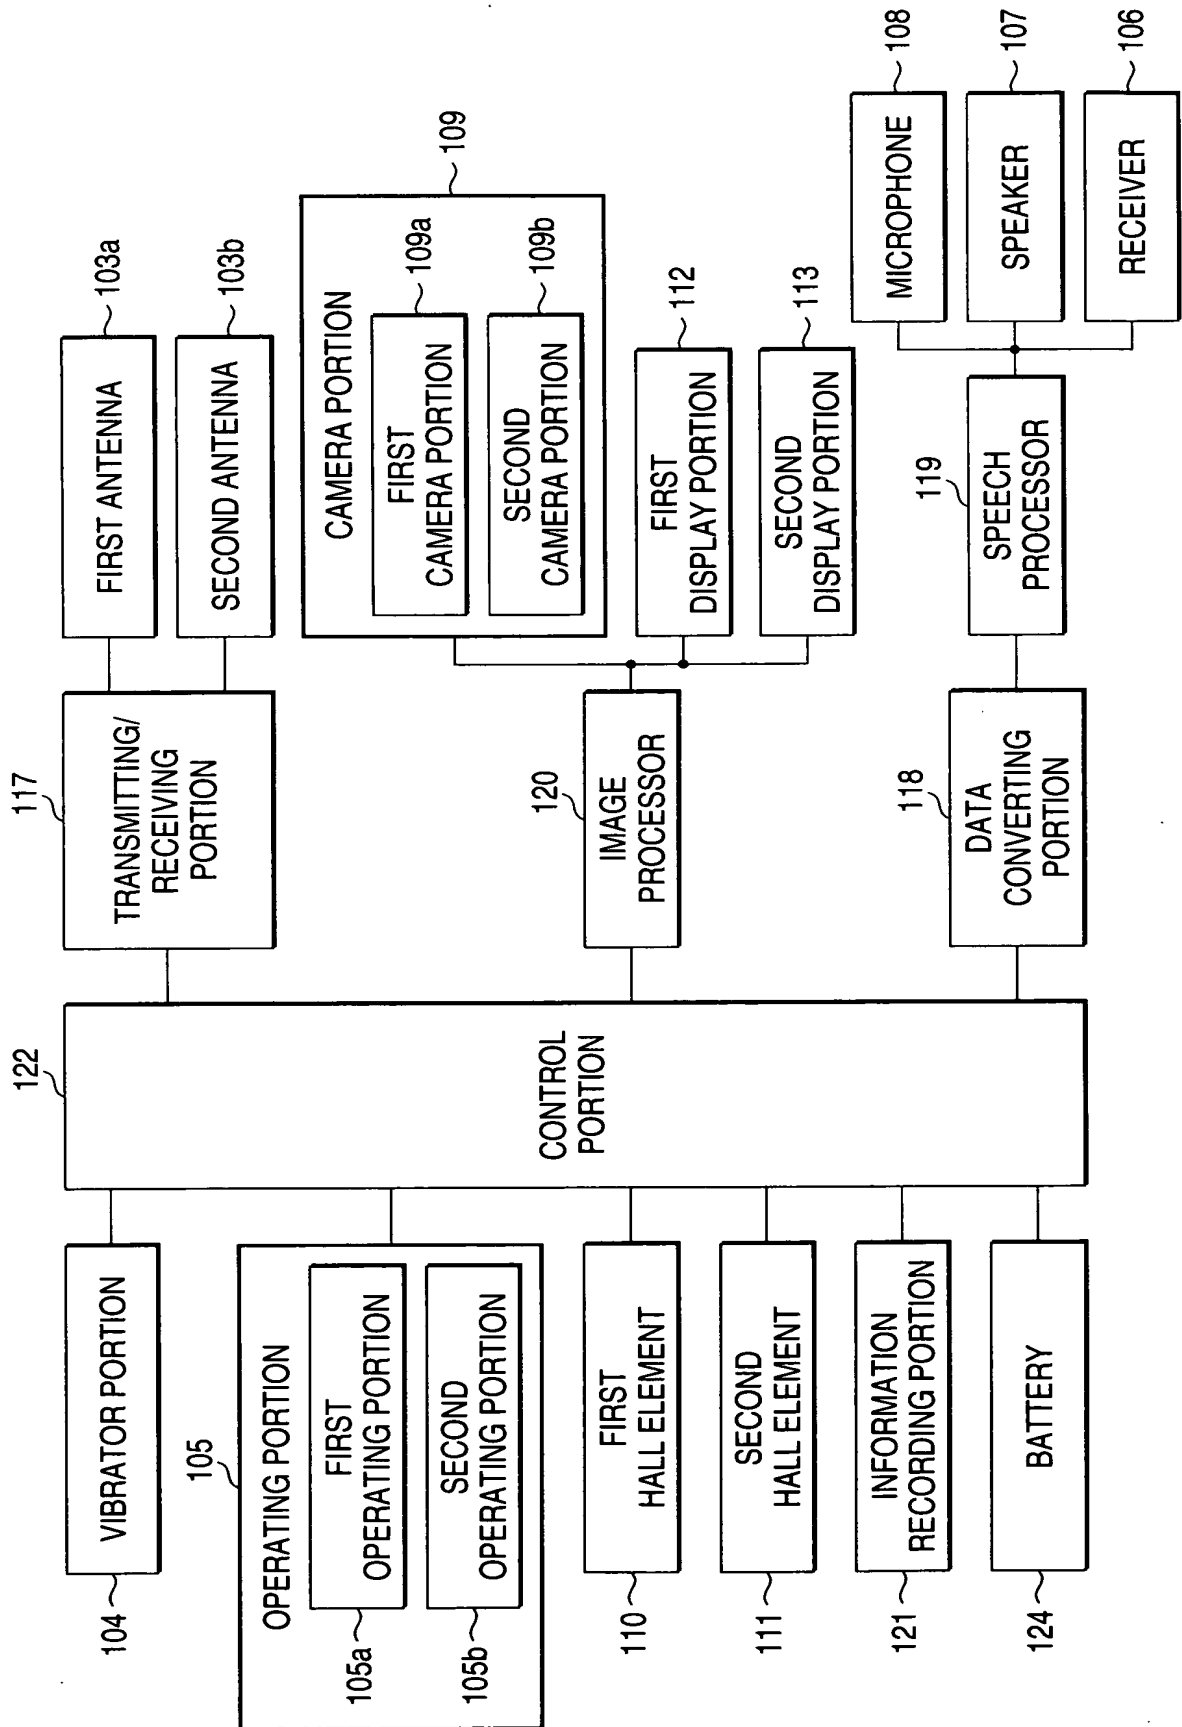 104
VIBRATOR PORTION
105
OPERATING PORTION
105a
FIRST
OPERATING PORTION
105b
SECOND
OPERATING PORTION
110
FIRST
HALL ELEMENT
111
SECOND
HALL ELEMENT
121
INFORMATION
RECORDING PORTION
124
BATTERY
122
CONTROL
PORTION
117
TRANSMITTING/
RECEIVING
PORTION
FIRST ANTENNA
103a
SECOND ANTENNA
103b
120
IMAGE
PROCESSOR
109
CAMERA PORTION
FIRST
CAMERA PORTION
109a
SECOND
CAMERA PORTION
109b
FIRST
DISPLAY PORTION
112
SECOND
DISPLAY PORTION
113
118
DATA
CONVERTING
PORTION
119
SPEECH
PROCESSOR
MICROPHONE
108
SPEAKER
107
RECEIVER
106